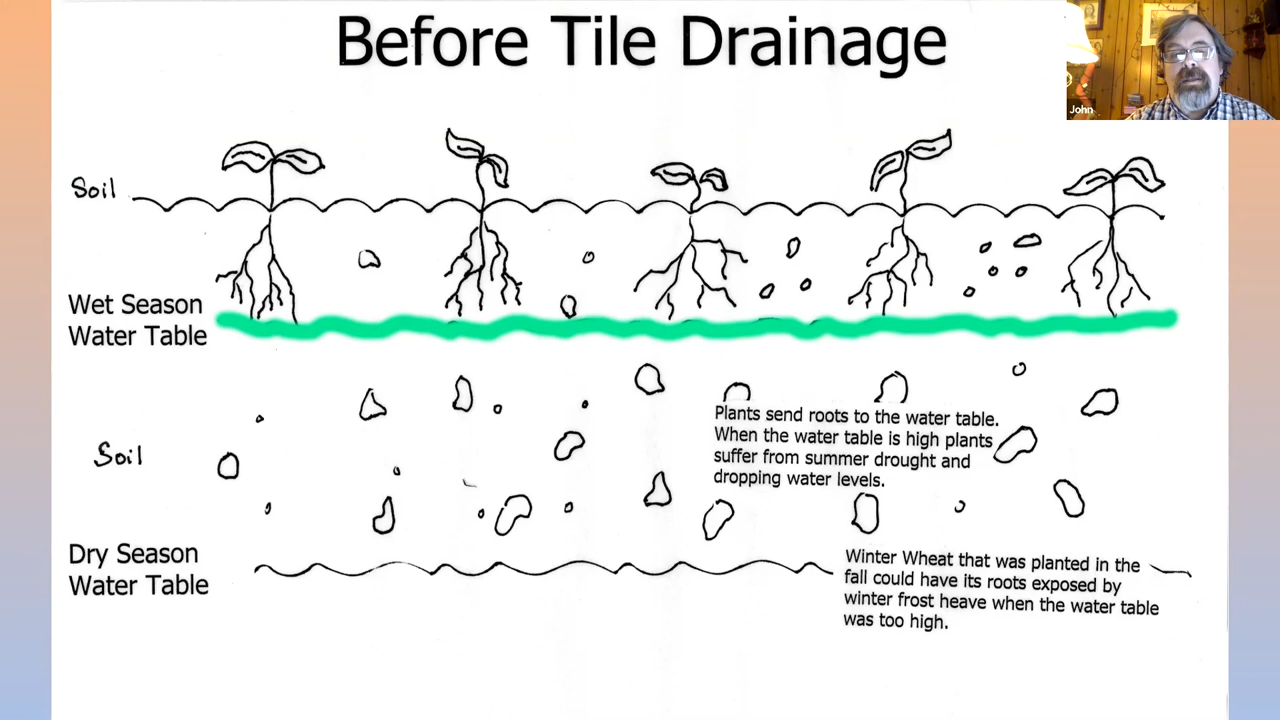 Before Tile Drainage
John
Soil
Wet Season
Water Table
Plants send roots to the water table.
When the water table is high plants
suffer from summer drought and
dropping water levels.
Soil
Dry Season
Water Table
Winter Wheat that was planted in the
fall could have its roots exposed by
winter frost heave when the water table
was too high.